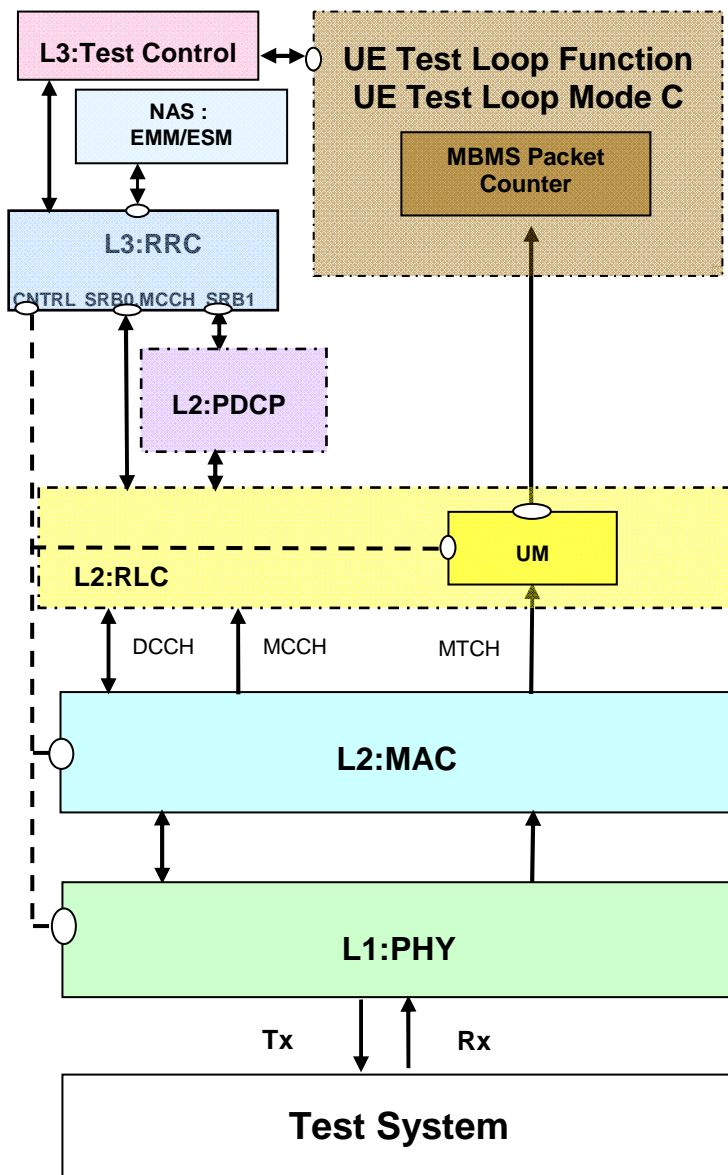 L3:Test Control
UE Test Loop Function
UE Test Loop Mode C
NAS :
EMM/ESM
MBMS Packet
Counter
L3:RRC
CNTRL SRB0,MCCH SRB1
L2:PDCP
UM
L2:RLC
DCCH MCCH MTCH
L2:MAC
L1:PHY
Tx Rx
Test System